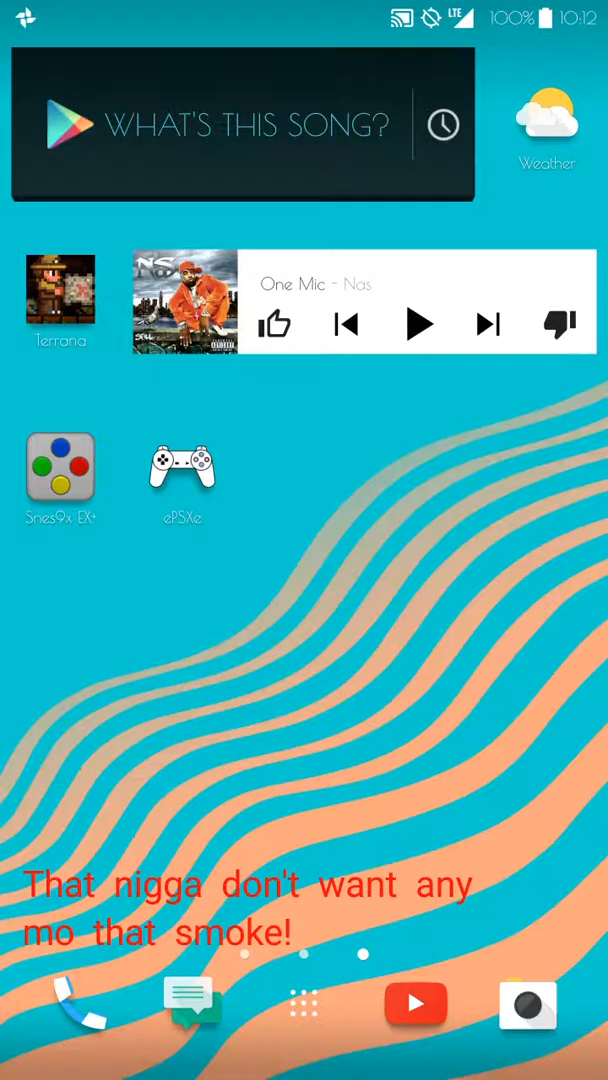 LTE 100% 10:12
WHAT'S THIS SONG?
Weather
NAS
One Mic - Nas
Terraria
Snes9x EX+
ePSXe
That nigga don't want any
mo that smoke!